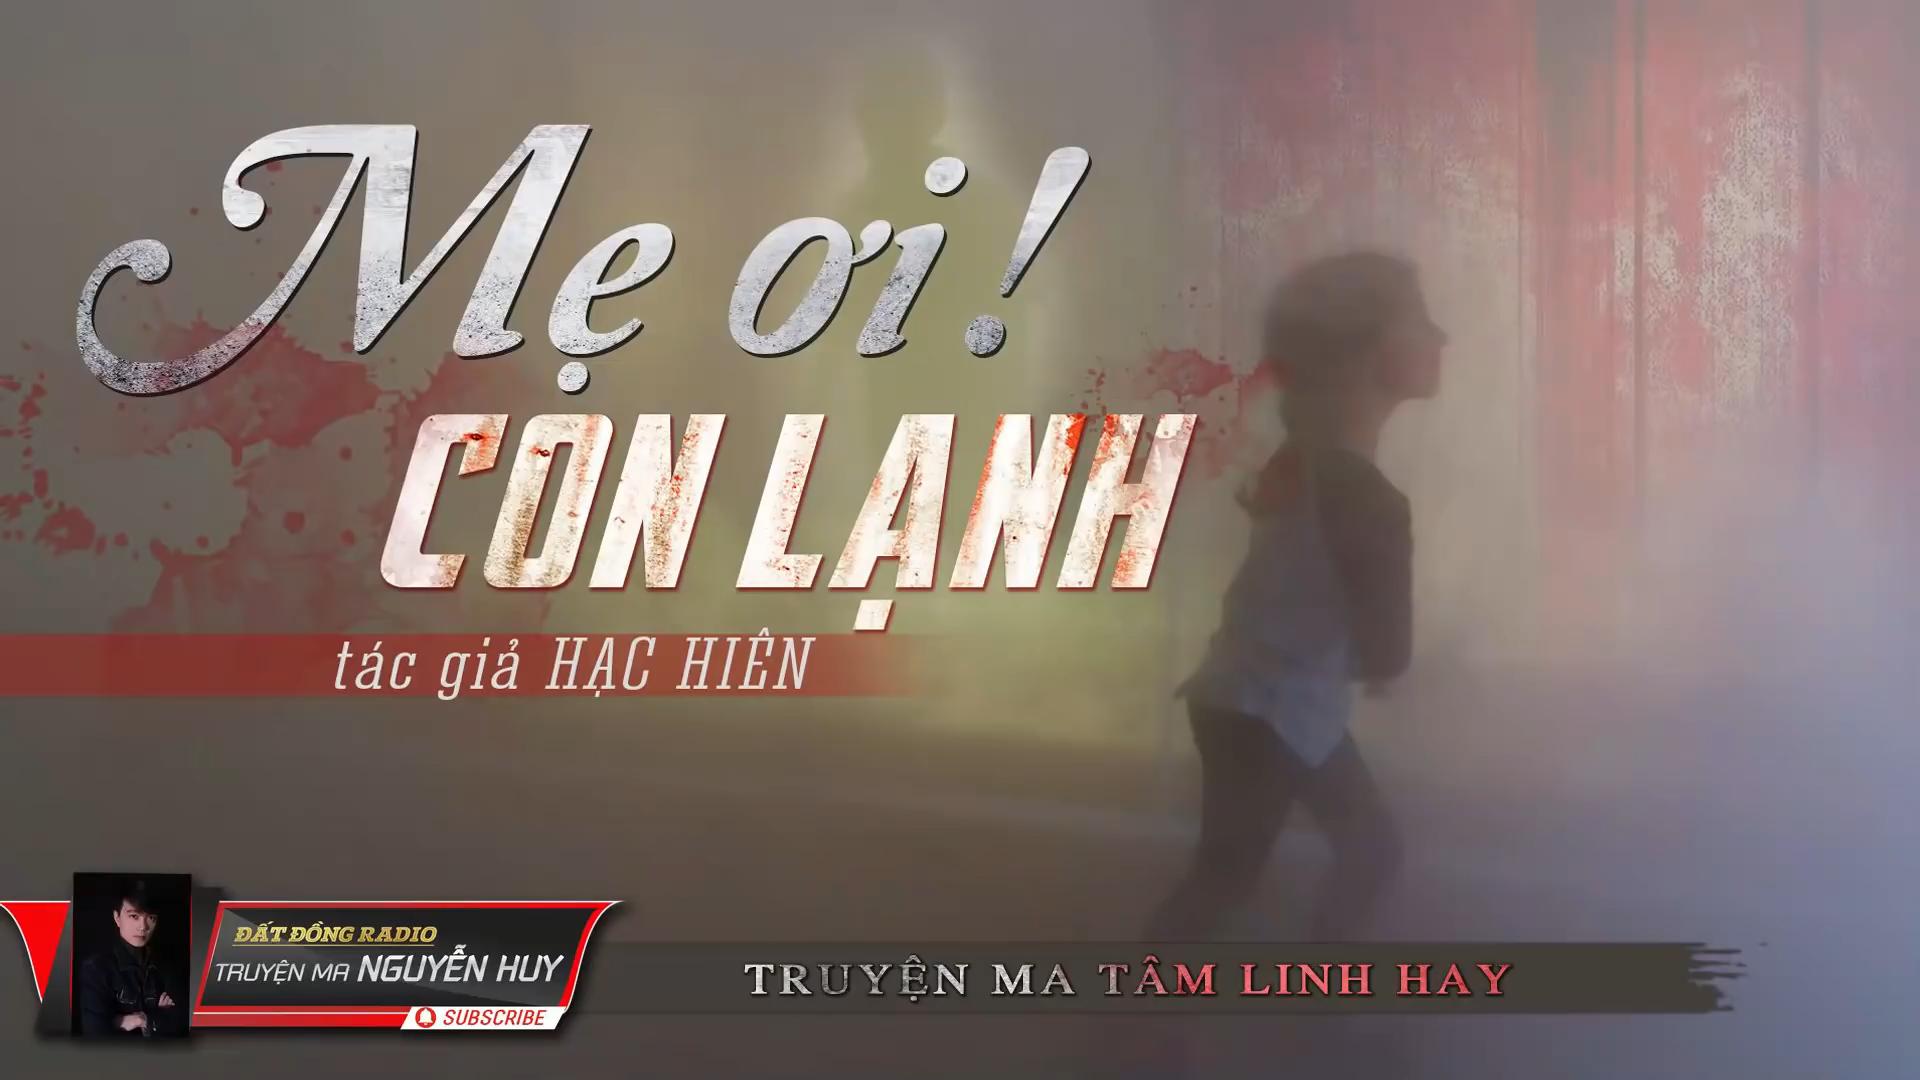 Mẹ ơi!
CON LẠNH
tác giả HẠC HIÊN
ĐẤT ĐỒNG RADIO
TRUYỆN MA NGUYỄN HUY
SUBSCRIBE
TRUYỆN MA TÂM LINH HAY